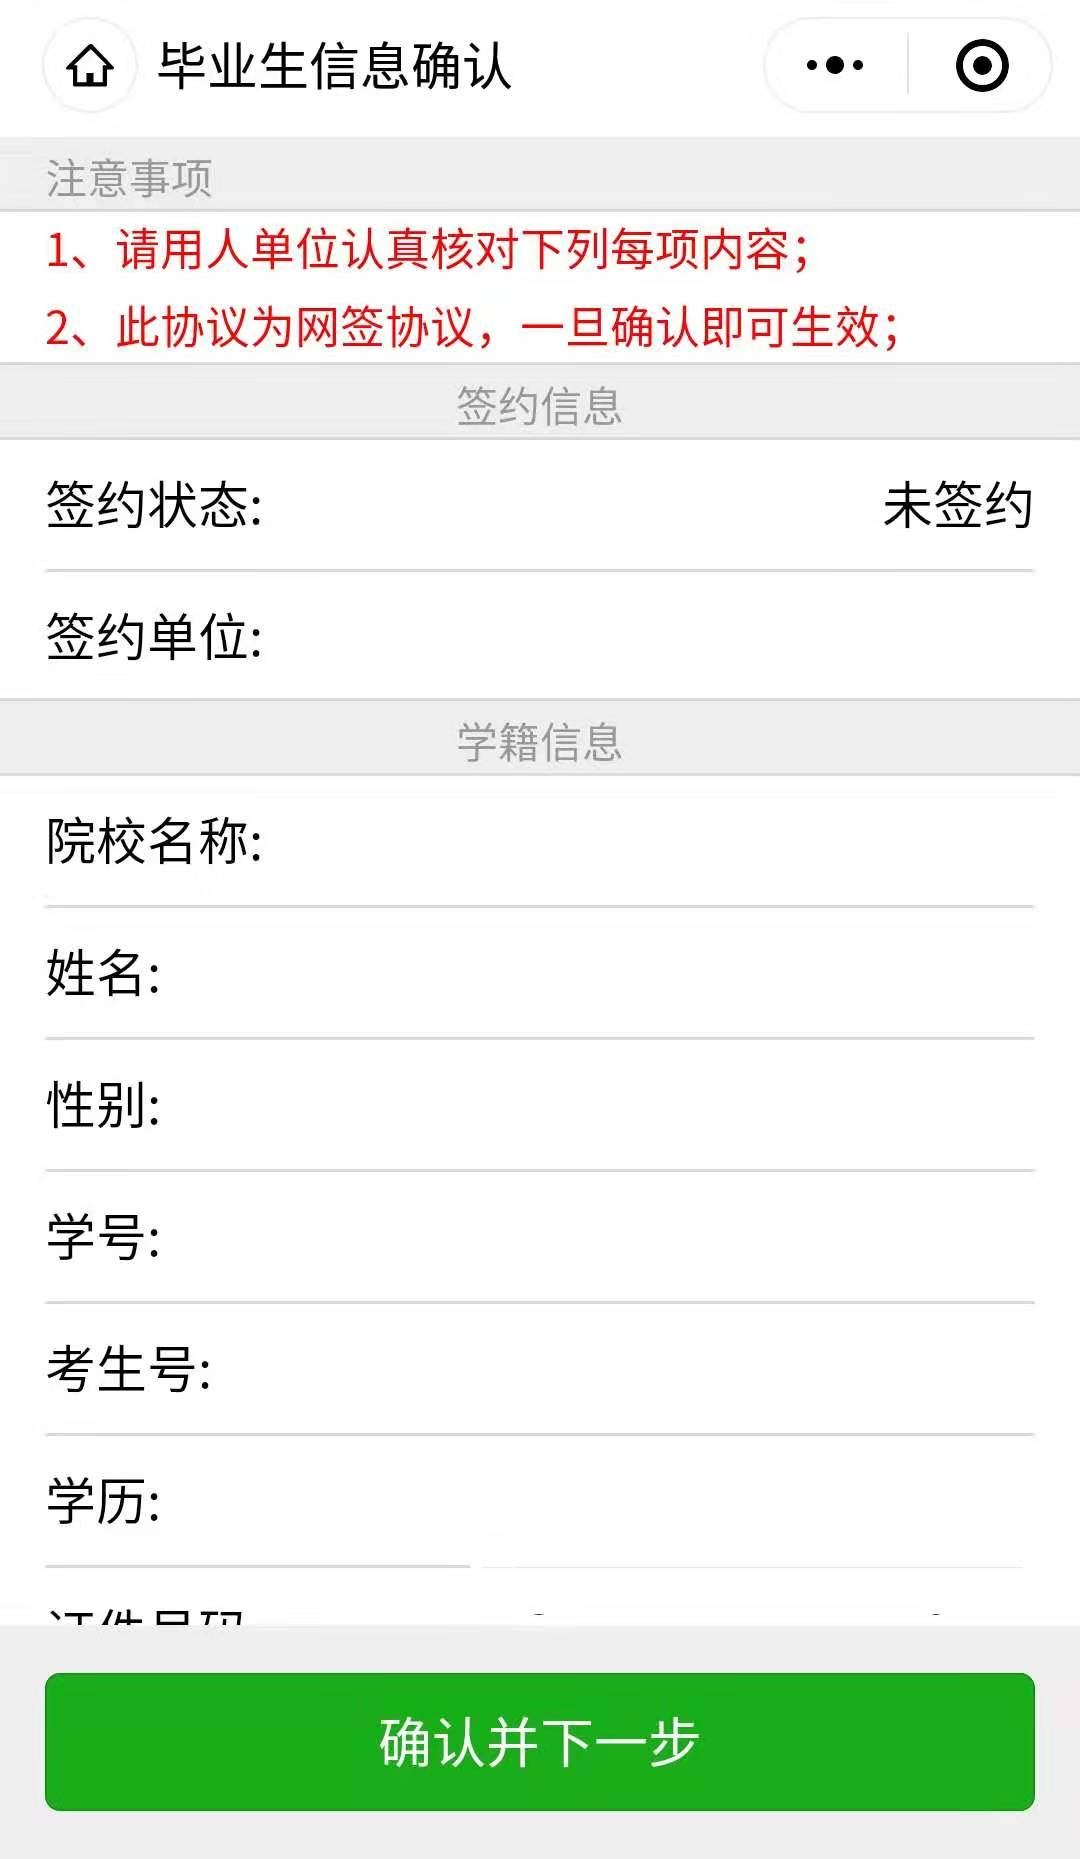 毕业生信息确认
注意事项
1、请用人单位认真核对下列每项内容；
2、此协议为网签协议，一旦确认即可生效；
签约信息
签约状态: 未签约
签约单位:
学籍信息
院校名称:
姓名:
性别:
学号:
考生号:
学历:
确认并下一步